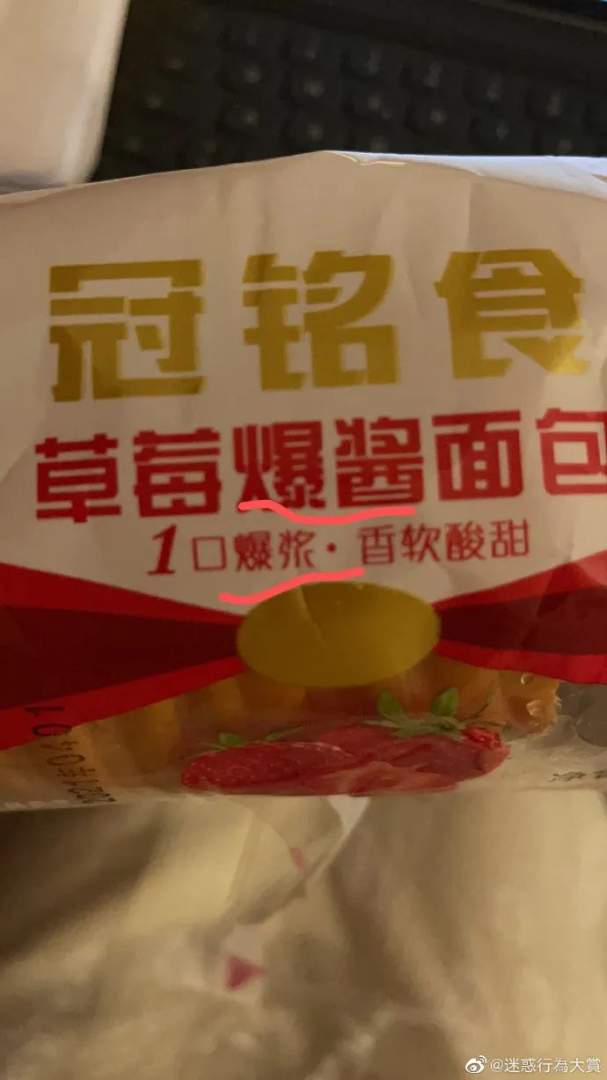 冠铭食
草莓爆酱面包
1口爆浆·香软酸甜
@迷惑行為大賞